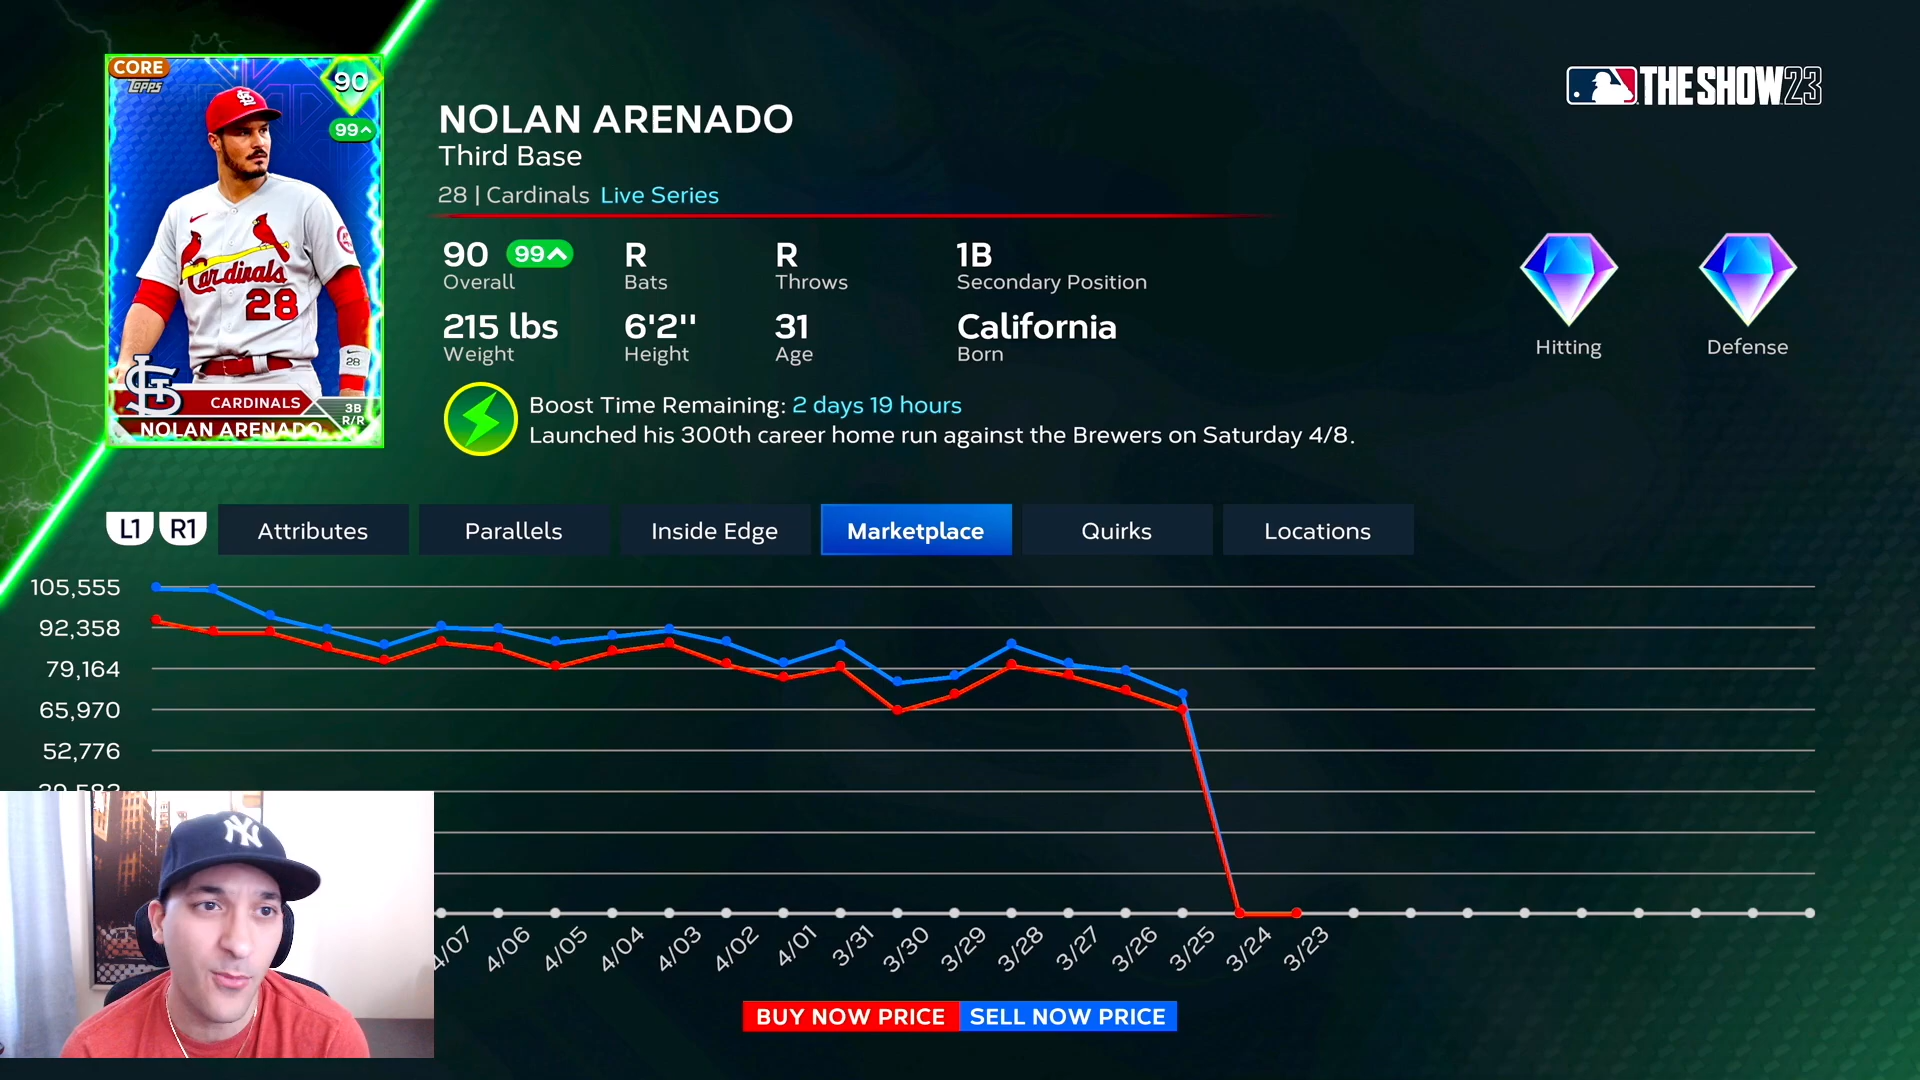 CORE
Topps
90
99
CARDINALS
3B
R/R
NOLAN ARENADO
Cardinals
28
28
THE SHOW 23
NOLAN ARENADO
Third Base
28 | Cardinals Live Series
90 99 R R 1B
Overall Bats Throws Secondary Position
215 lbs 6'2'' 31 California
Weight Height Age Born
Hitting Defense
Boost Time Remaining: 2 days 19 hours
Launched his 300th career home run against the Brewers on Saturday 4/8.
L1 R1 Attributes Parallels Inside Edge Marketplace Quirks Locations
105,555
92,358
79,164
65,970
52,776
4/07 4/06 4/05 4/04 4/03 4/02 4/01 3/31 3/30 3/29 3/28 3/27 3/26 3/25 3/24 3/23
BUY NOW PRICE SELL NOW PRICE
NY